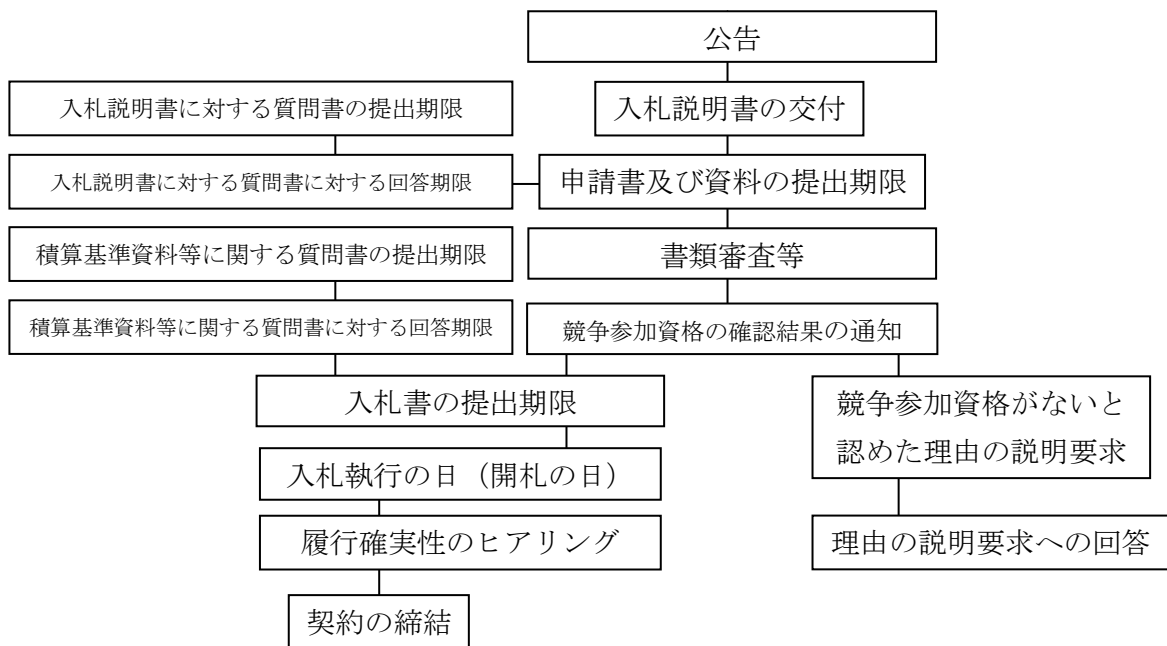 公告
入札説明書に対する質問書の提出期限
入札説明書の交付
入札説明書に対する質問書に対する回答期限
申請書及び資料の提出期限
積算基準資料等に関する質問書の提出期限
書類審査等
積算基準資料等に関する質問書に対する回答期限
競争参加資格の確認結果の通知
入札書の提出期限
競争参加資格がないと
認めた理由の説明要求
入札執行の日（開札の日）
履行確実性のヒアリング
理由の説明要求への回答
契約の締結